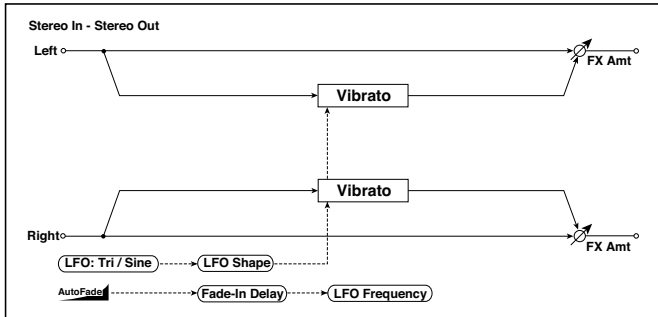 Stereo In - Stereo Out
Left
FX Amt
Vibrato
Vibrato
Right
FX Amt
LFO: Tri / Sine
LFO Shape
AutoFade
Fade-In Delay
LFO Frequency